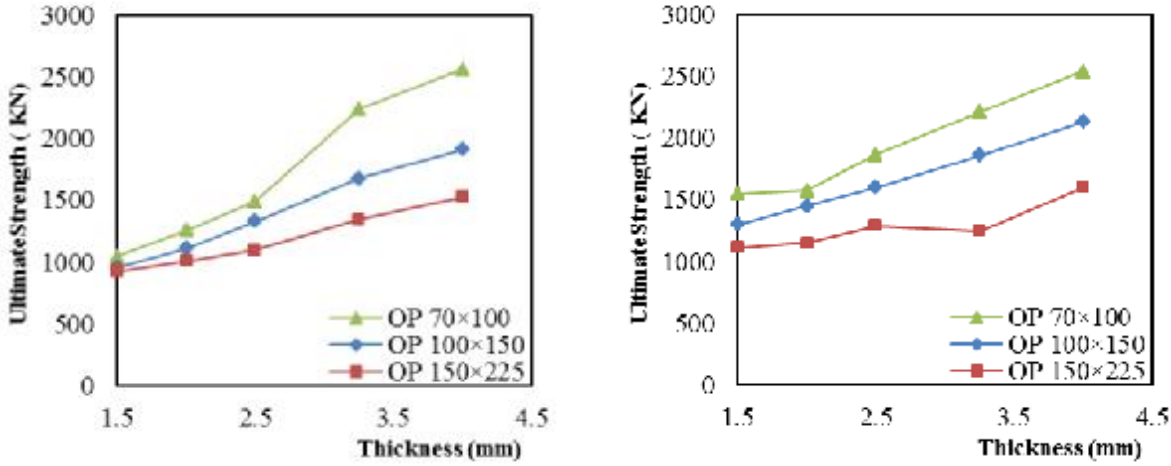 3000
2500
2000
1500
1000
500
0
UltimateStrength ( KN)
OP 70×100
OP 100×150
OP 150×225
1.5 2.5 3.5 4.5
Thickness (mm)
3000
2500
2000
1500
1000
500
0
UltimateStrength ( KN)
OP 70×100
OP 100×150
OP 150×225
1.5 2.5 3.5 4.5
Thickness (mm)